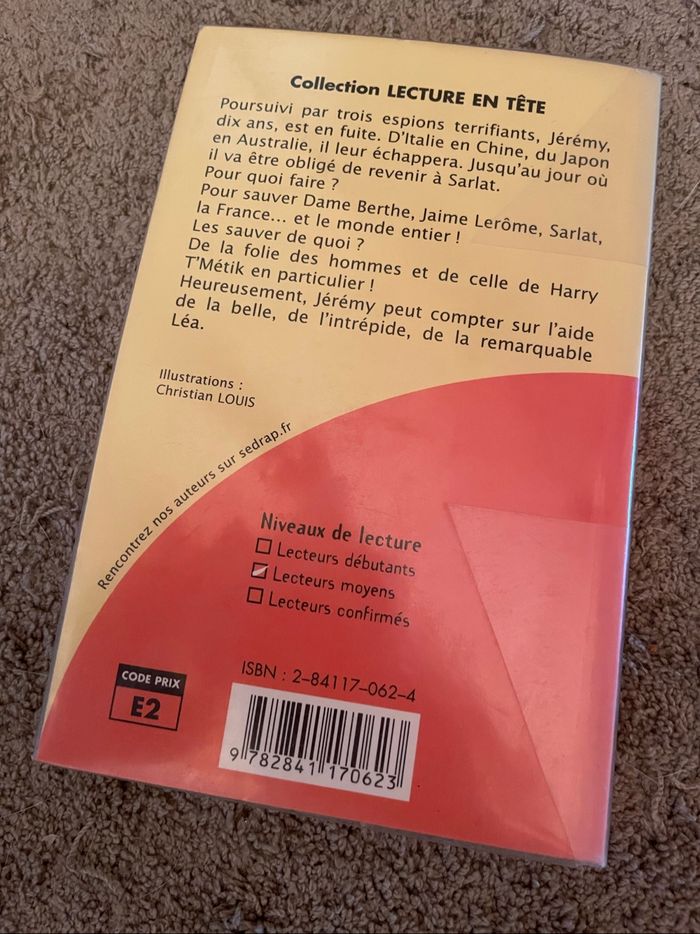 Collection LECTURE EN TÊTE
Poursuivi par trois espions terrifiants, Jérémy,
dix ans, est en fuite. D'Italie en Chine, du Japon
en Australie, il leur échappera. Jusqu'au jour où
il va être obligé de revenir à Sarlat.
Pour quoi faire ?
Pour sauver Dame Berthe, Jaime Lerôme, Sarlat,
la France... et le monde entier !
Les sauver de quoi ?
De la folie des hommes et de celle de Harry
T'Métik en particulier !
Heureusement, Jérémy peut compter sur l'aide
de la belle, de l'intrépide, de la remarquable
Léa.
Illustrations :
Christian LOUIS
Rencontrez nos auteurs sur sedrap.fr
Niveaux de lecture
Lecteurs débutants
Lecteurs moyens
Lecteurs confirmés
CODE PRIX
E2
ISBN : 2-84117-062-4
9 782841 170623